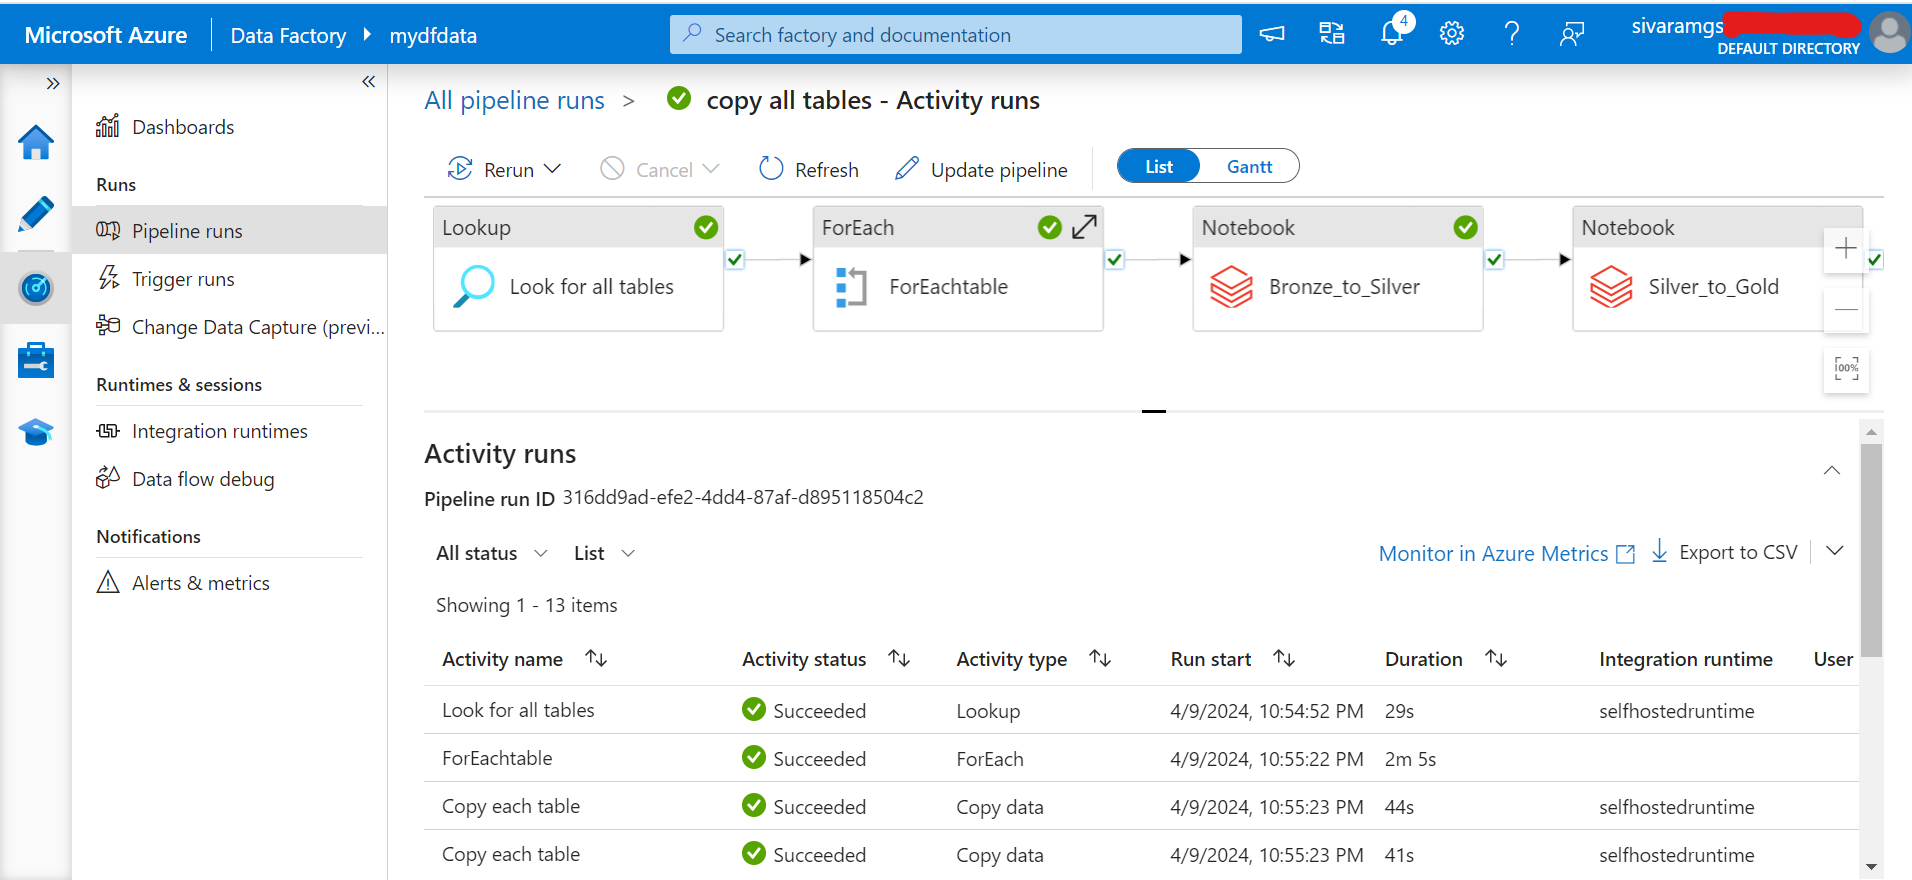 Microsoft Azure
Data Factory
mydfdata
Search factory and documentation
4
sivaramgs
DEFAULT DIRECTORY
Dashboards
Runs
Pipeline runs
Trigger runs
Change Data Capture (previ...
Runtimes & sessions
Integration runtimes
Data flow debug
Notifications
Alerts & metrics
All pipeline runs > copy all tables - Activity runs
Rerun
Cancel
Refresh
Update pipeline
List
Gantt
Lookup
Look for all tables
ForEach
ForEachtable
Notebook
Bronze_to_Silver
Notebook
Silver_to_Gold
100%
Activity runs
Pipeline run ID 316dd9ad-efe2-4dd4-87af-d895118504c2
All status List
Monitor in Azure Metrics Export to CSV
Showing 1 - 13 items
Activity name Activity status Activity type Run start Duration Integration runtime User
Look for all tables Succeeded Lookup 4/9/2024, 10:54:52 PM 29s selfhostedruntime
ForEachtable Succeeded ForEach 4/9/2024, 10:55:22 PM 2m 5s
Copy each table Succeeded Copy data 4/9/2024, 10:55:23 PM 44s selfhostedruntime
Copy each table Succeeded Copy data 4/9/2024, 10:55:23 PM 41s selfhostedruntime